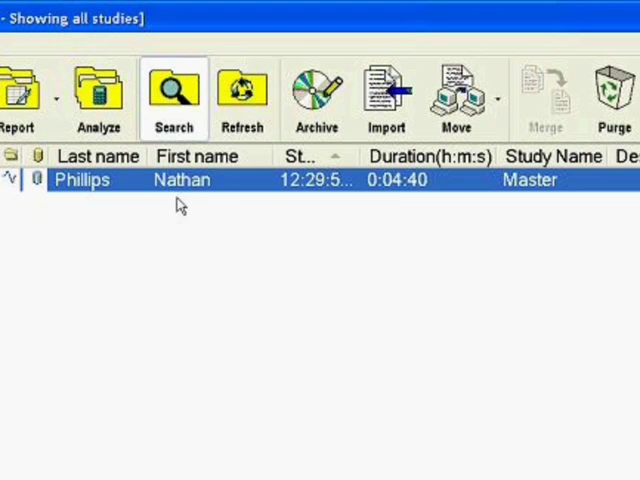 - Showing all studies]
Report Analyze Search Refresh Archive Import Move Merge Purge
Last name First name St... Duration(h:m:s) Study Name De
Phillips Nathan 12:29:5... 0:04:40 Master